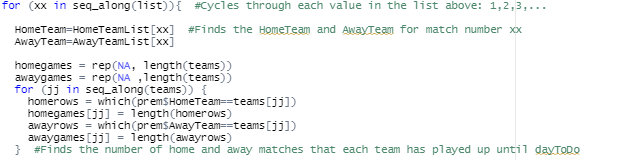 for (xx in seq_along(list)){  #Cycles through each value in the list above: 1,2,3,...
HomeTeam=HomeTeamList[xx]  #Finds the HomeTeam and AwayTeam for match number xx
AwayTeam=AwayTeamList[xx]
homegames = rep(NA, length(teams))
awaygames = rep(NA ,length(teams))
for (jj in seq_along(teams)) {
homerows = which(prem$HomeTeam==teams[jj])
homegames[jj] = length(homerows)
awayrows = which(prem$AwayTeam==teams[jj])
awaygames[jj] = length(awayrows)
}  #Finds the number of home and away matches that each team has played up until dayToDo